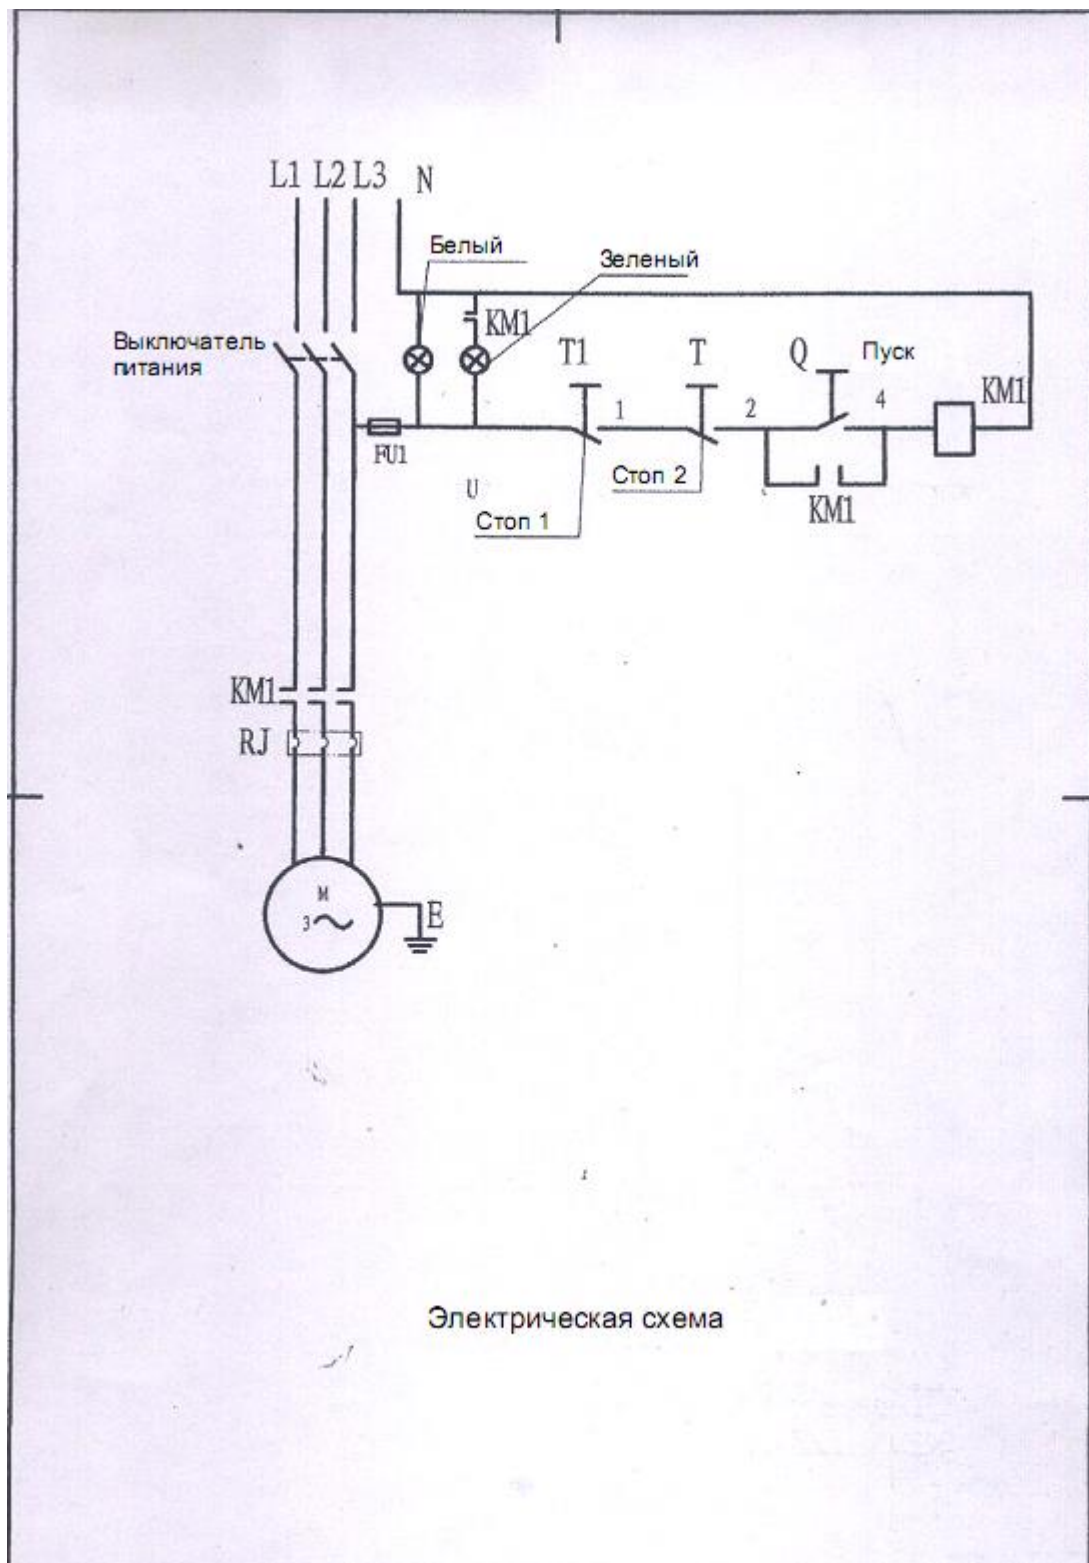 L1 L2 L3 N
Белый
Зеленый
KM1
Выключатель
питания
T1 T Q Пуск
1 2 4 KM1
FU1
U
Стоп 1
Стоп 2
KM1
KM1
RJ
M
3
E
Электрическая схема